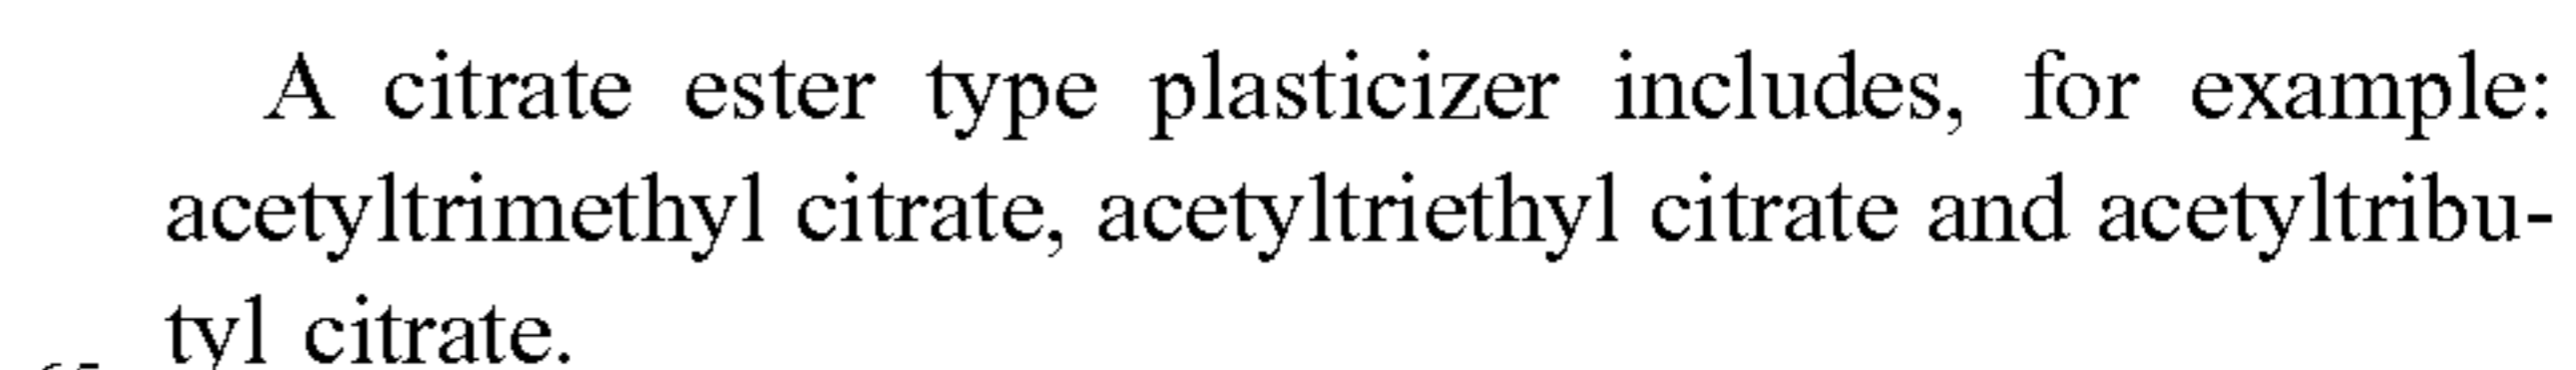 A citrate ester type plasticizer includes, for example:
acetyltrimethyl citrate, acetyltriethyl citrate and acetyltribu-
tyl citrate.